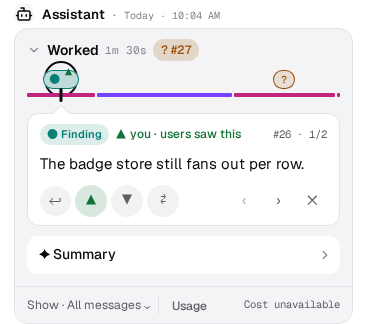 Assistant · Today · 10:04 AM
Worked 1m 30s ? #27
?
Finding ▲ you · users saw this #26 · 1/2
The badge store still fans out per row.
Summary
Show · All messages Usage Cost unavailable